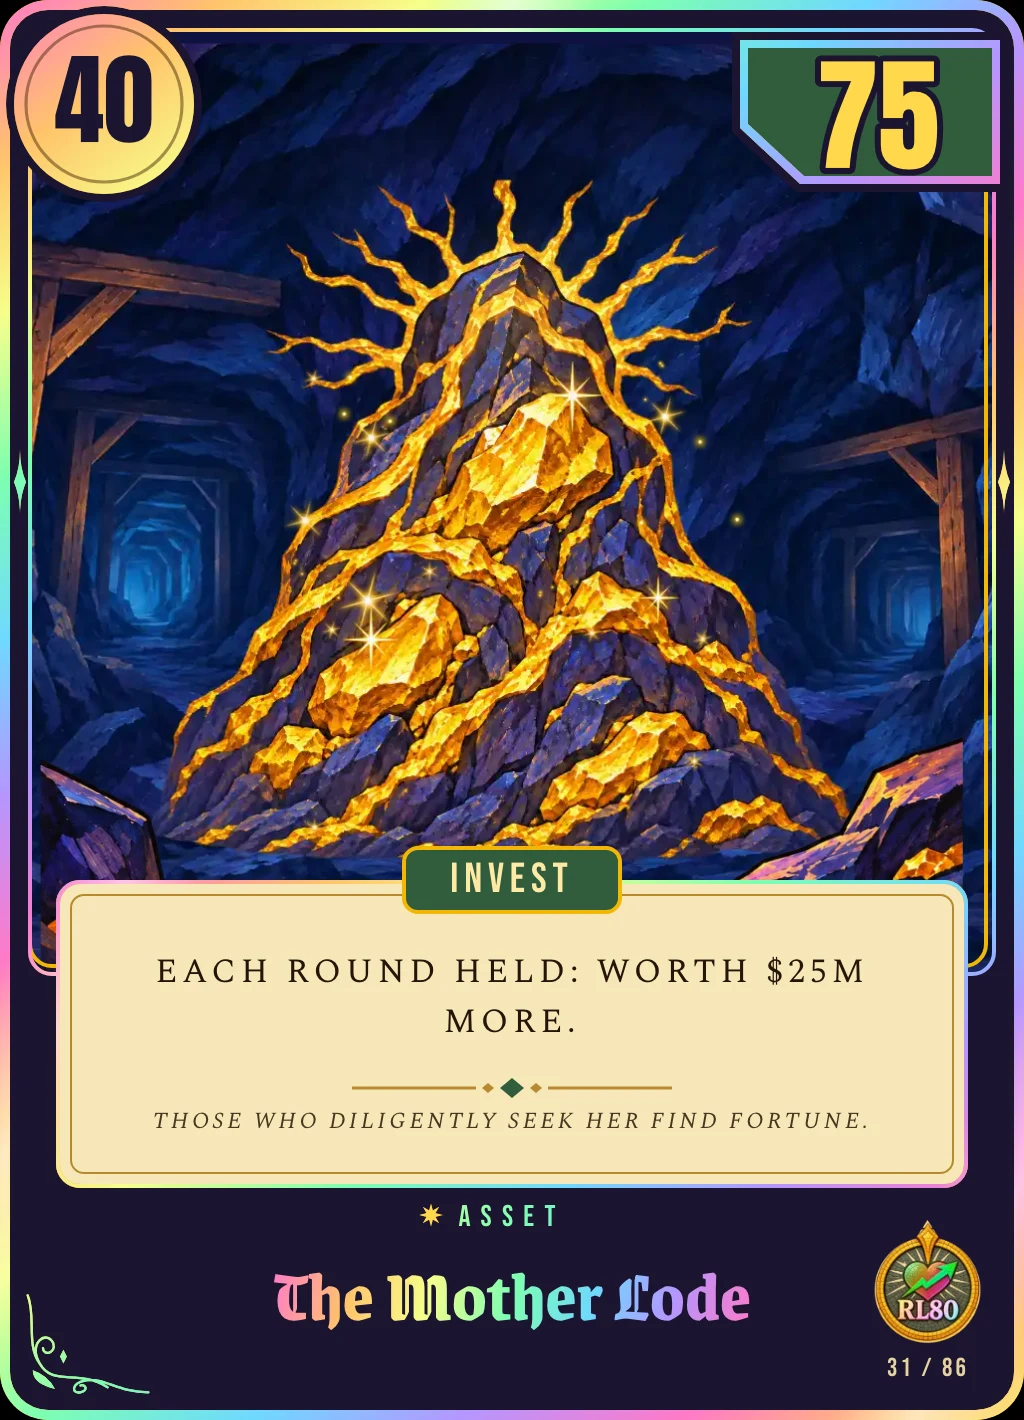 40
75
INVEST
EACH ROUND HELD: WORTH $25M
MORE.
THOSE WHO DILIGENTLY SEEK HER FIND FORTUNE.
ASSET
The Mother Lode
RL80
31 / 86